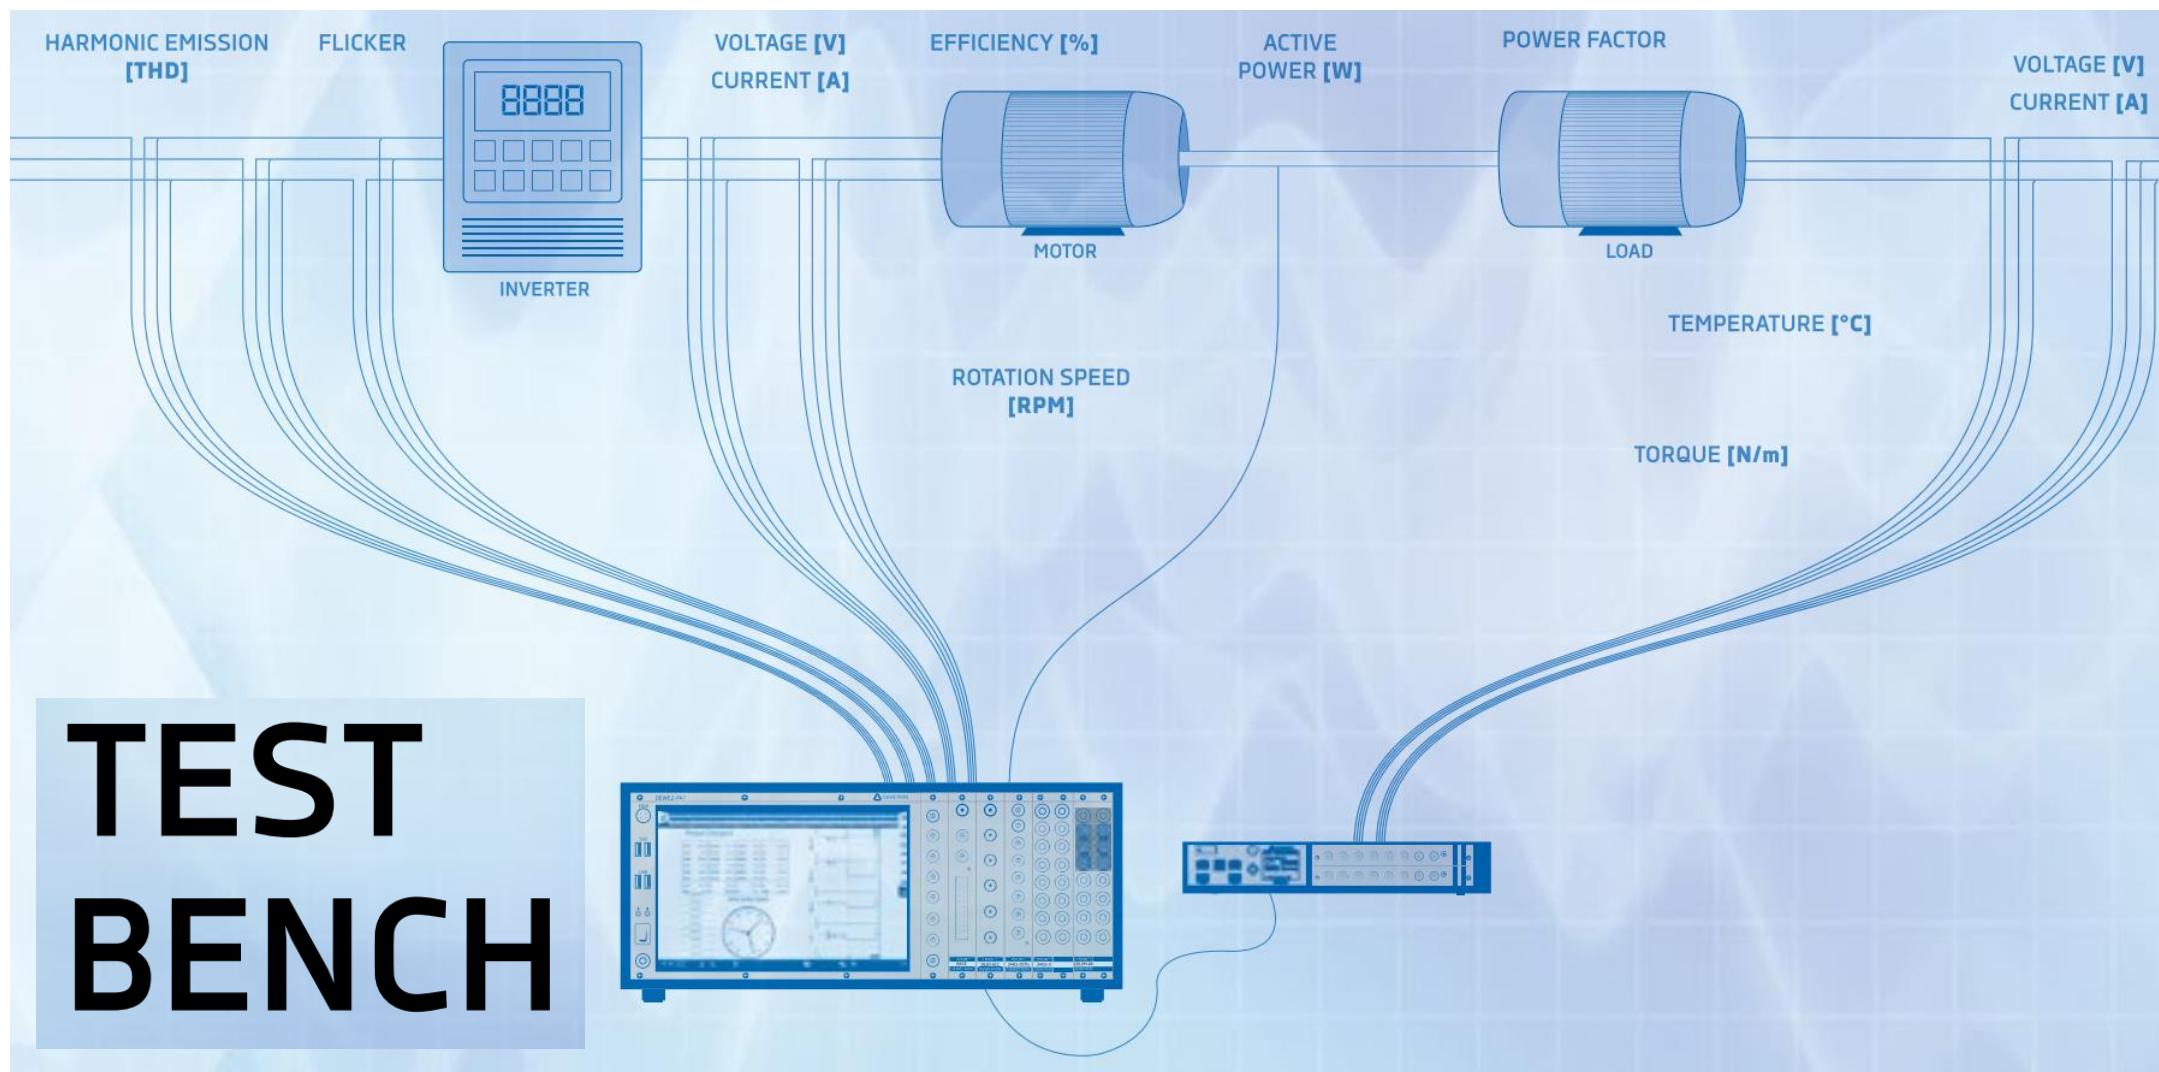 HARMONIC EMISSION
[THD]
FLICKER
VOLTAGE [V]
CURRENT [A]
EFFICIENCY [%]
ACTIVE
POWER [W]
POWER FACTOR
VOLTAGE [V]
CURRENT [A]
8888
INVERTER
MOTOR
LOAD
TEMPERATURE [°C]
ROTATION SPEED
[RPM]
TORQUE [N/m]
TEST
BENCH